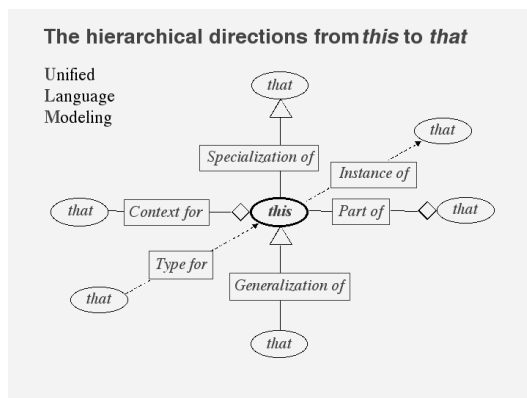 The hierarchical directions from this to that
Unified
Language
Modeling
that
that
Specialization of
Instance of
that
Context for
this
Part of
that
Type for
Generalization of
that
that